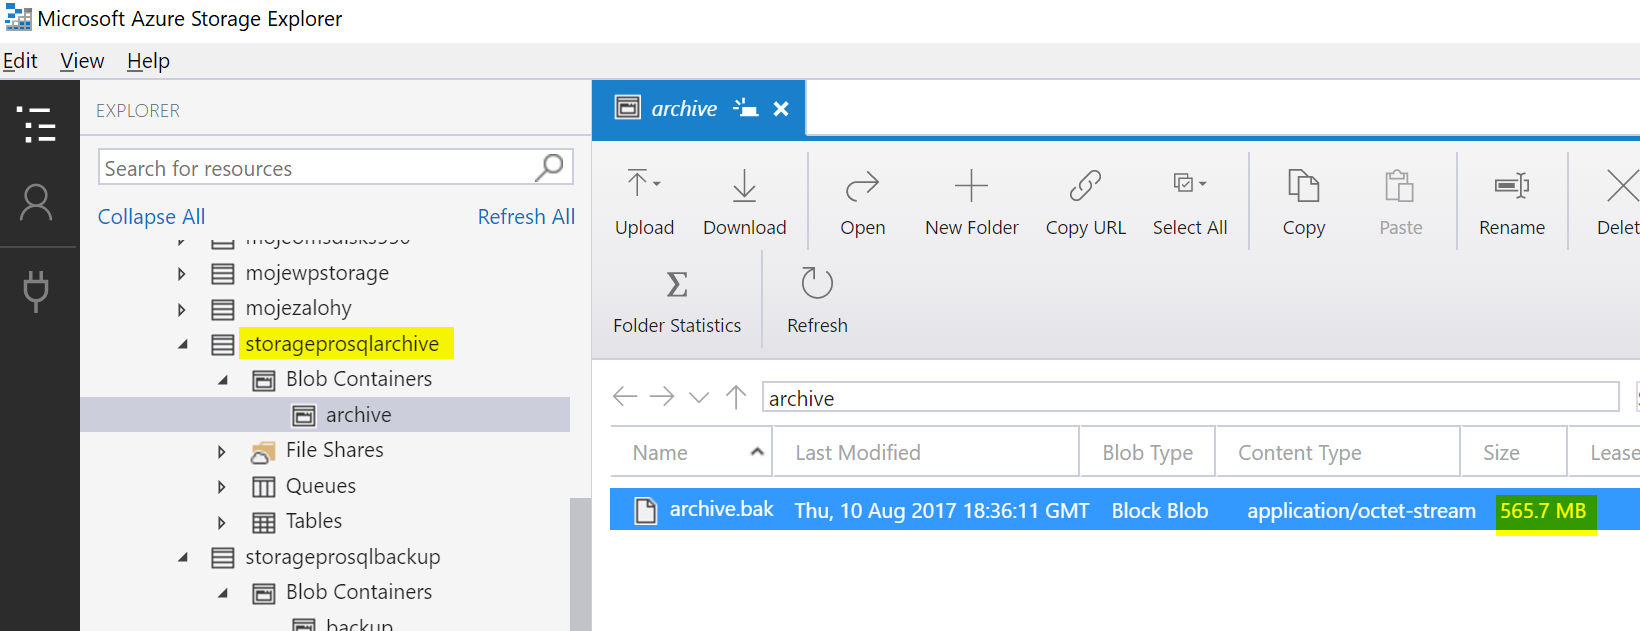 Microsoft Azure Storage Explorer
Edit View Help
EXPLORER
Search for resources
Collapse All Refresh All
mojewpstorage
mojezalohy
storageprosqlarchive
Blob Containers
archive
File Shares
Queues
Tables
storageprosqlbackup
Blob Containers
backup
archive
Upload Download Open New Folder Copy URL Select All Copy Paste Rename Delet
Folder Statistics Refresh
archive
Name Last Modified Blob Type Content Type Size Lease
archive.bak Thu, 10 Aug 2017 18:36:11 GMT Block Blob application/octet-stream 565.7 MB